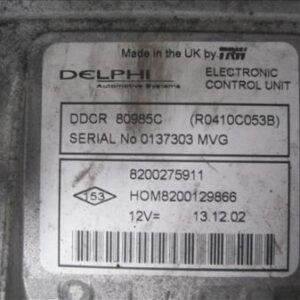 Made in the UK by TRW
DELPHI
Automotive Systems
ELECTRONIC
CONTROL UNIT
DDCR 80985C (R0410C053B)
SERIAL No 0137303 MVG
8200275911
153 HOM8200129866
12V= 13.12.02